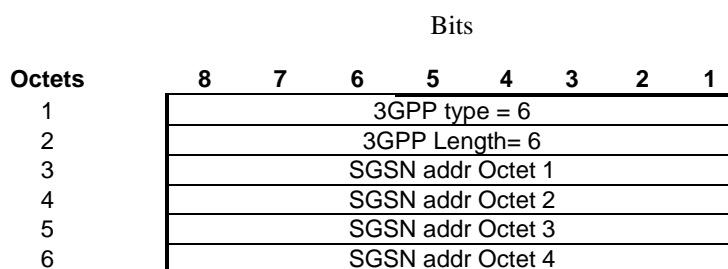 Bits
Octets 8 7 6 5 4 3 2 1
1 3GPP type = 6
2 3GPP Length= 6
3 SGSN addr Octet 1
4 SGSN addr Octet 2
5 SGSN addr Octet 3
6 SGSN addr Octet 4